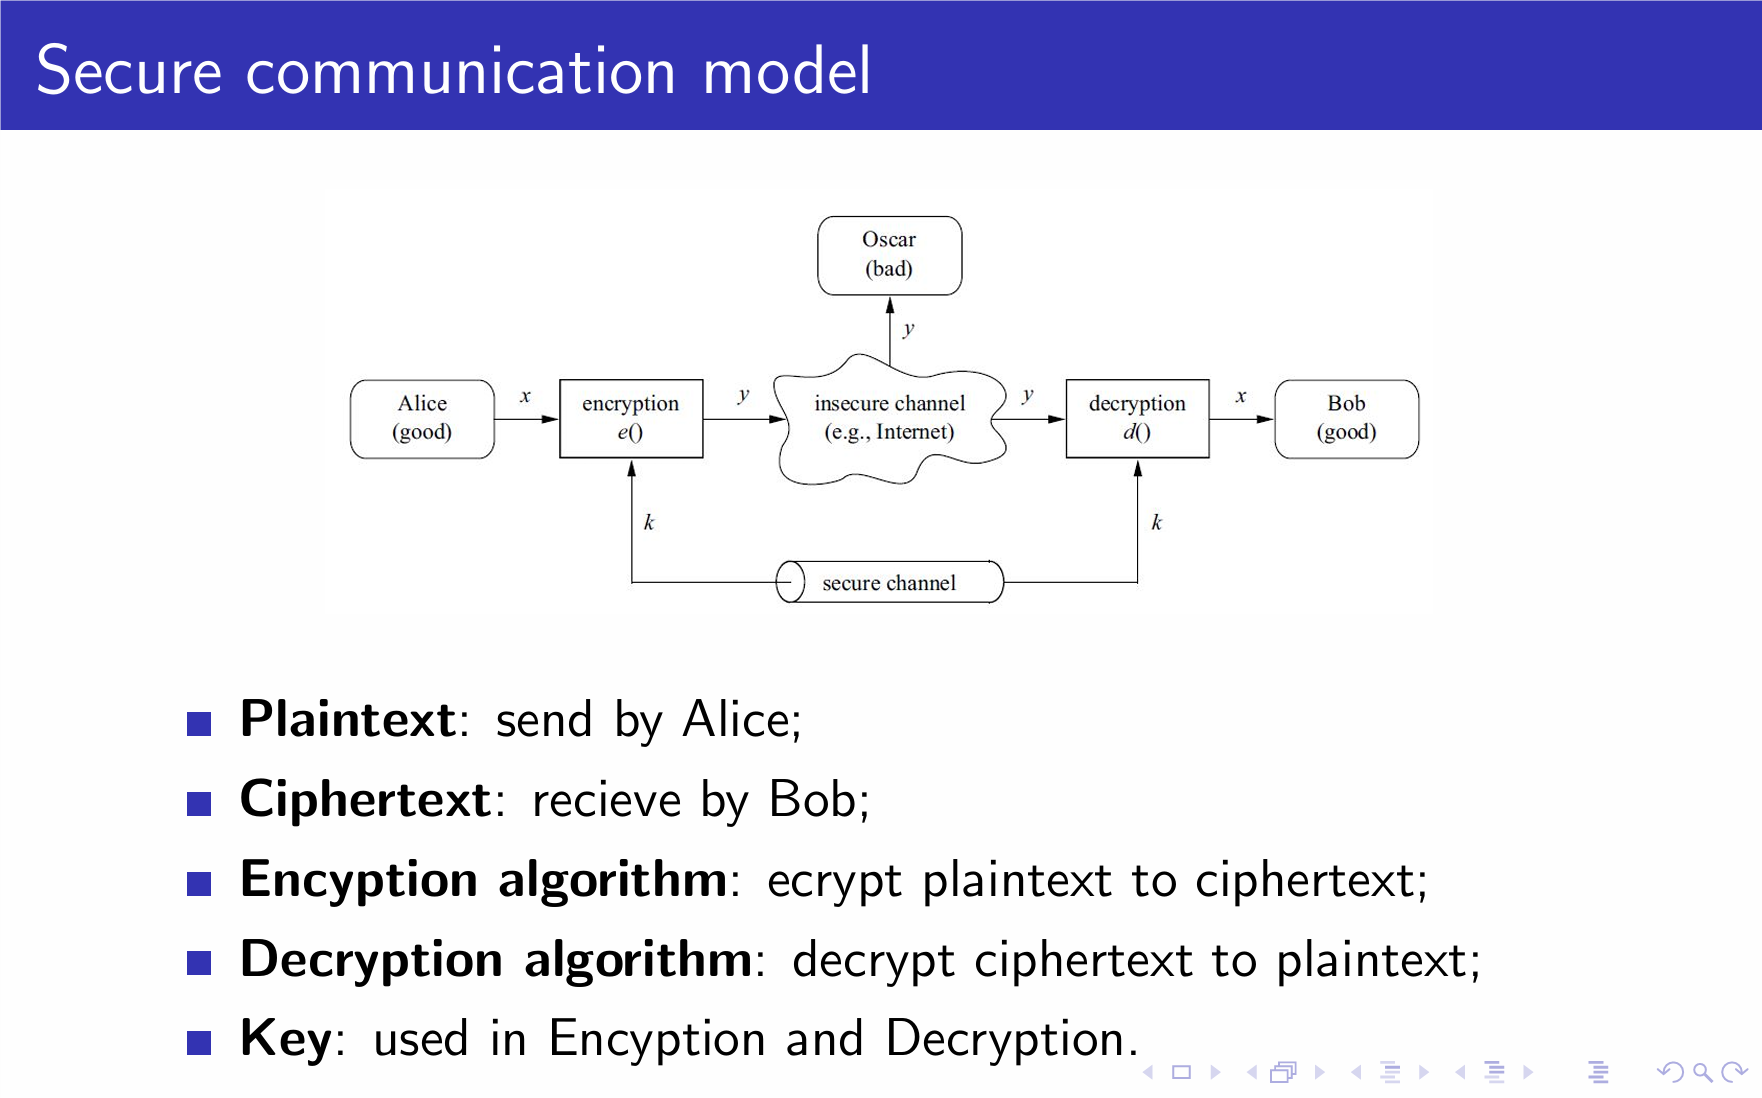 Secure communication model
Oscar
(bad)
y
Alice
(good)
x
encryption
e()
y
insecure channel
(e.g., Internet)
y
decryption
d()
x
Bob
(good)
k
k
secure channel
Plaintext: send by Alice;
Ciphertext: recieve by Bob;
Encyption algorithm: ecrypt plaintext to ciphertext;
Decryption algorithm: decrypt ciphertext to plaintext;
Key: used in Encyption and Decryption.